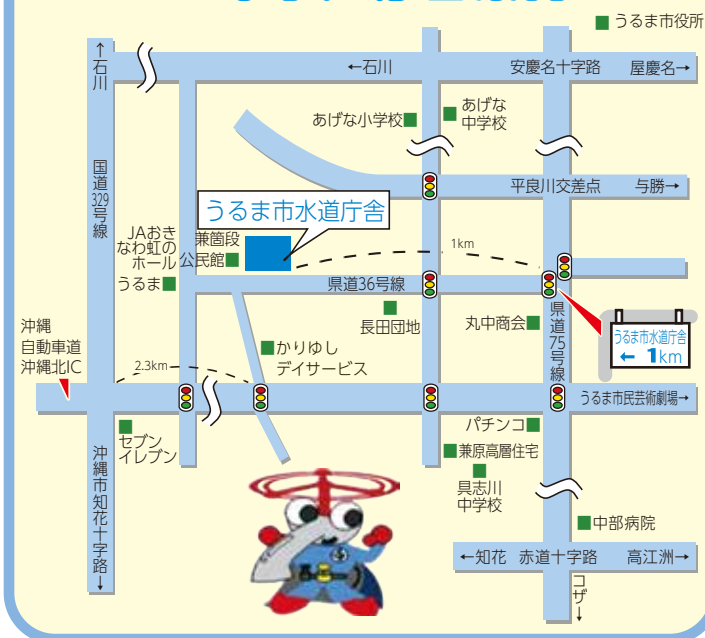 うるま市役所
↑石川
←石川
安慶名十字路
屋慶名→
あげな小学校
あげな
中学校
国道329号線
平良川交差点
与勝→
うるま市水道庁舎
JAおき
なわ虹の
ホール
うるま
兼箇段
公民館
1km
県道36号線
長田団地
丸中商会
県道75号線
うるま市水道庁舎
← 1km
沖縄
自動車道
沖縄北IC
2.3km
かりゆし
デイサービス
うるま市民芸術劇場→
セブン
イレブン
パチンコ
兼原高層住宅
具志川
中学校
沖縄市知花十字路↓
中部病院
←知花
赤道十字路
高江洲→
コザ↓